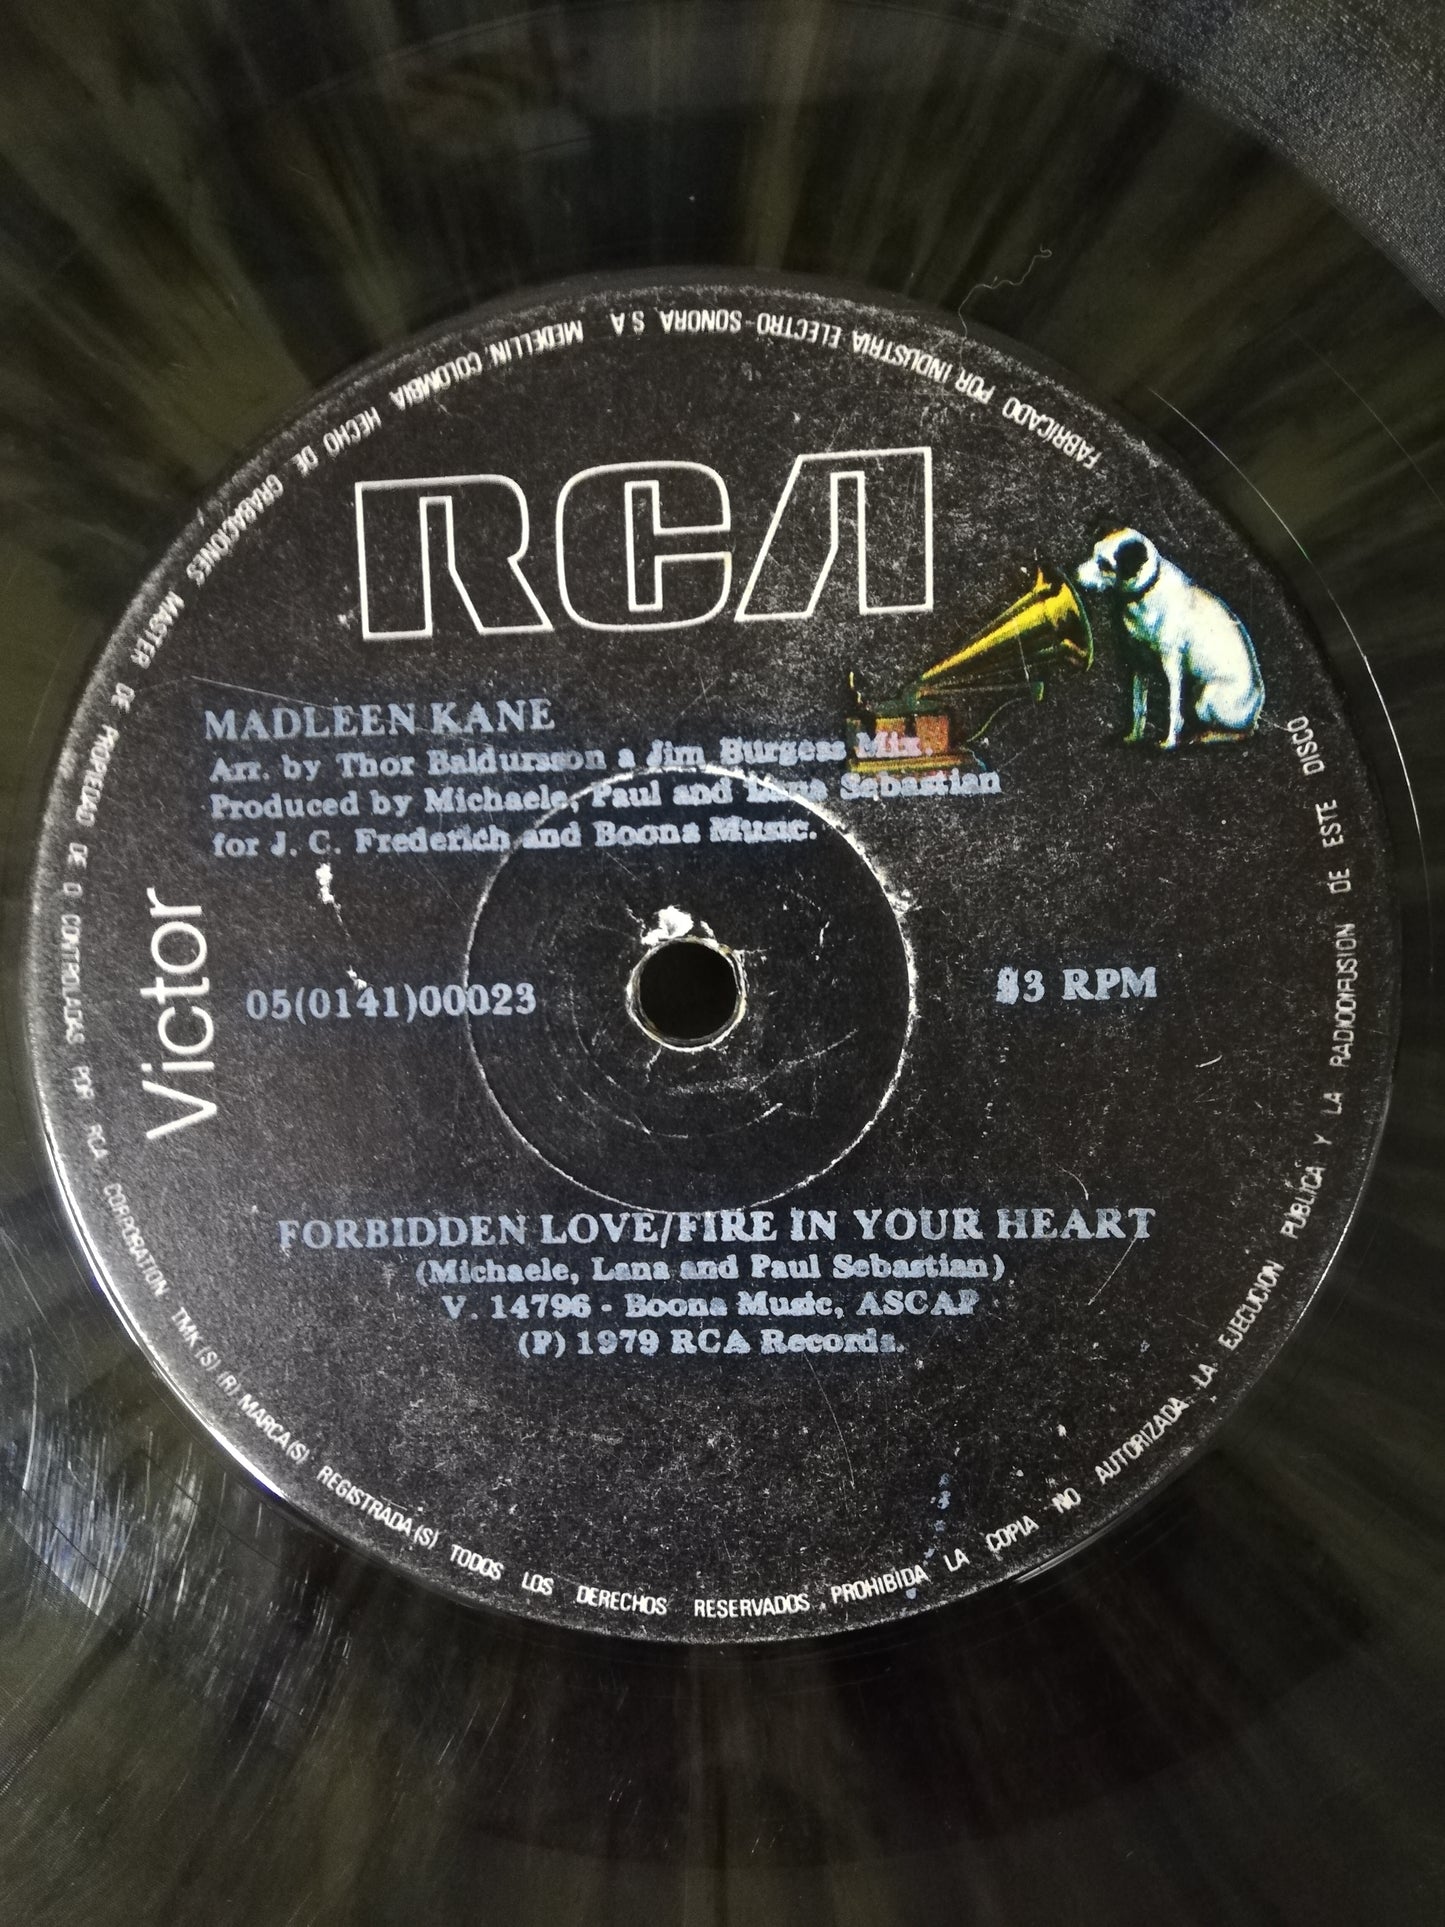 RCA
Victor
MADLEEN KANE
Arr. by Thor Baldursson a Jim Burgess Mix.
Produced by Michaele, Paul and Lana Sebastian
for J. C. Frederich and Boona Music.
05(0141)00023
33 RPM
FORBIDDEN LOVE/FIRE IN YOUR HEART
(Michaele, Lana and Paul Sebastian)
V. 14796 - Boona Music, ASCAP
(P) 1979 RCA Records.
FABRICADO POR INDUSTRIA ELECTRO-SONORA S.A. MEDELLIN, COLOMBIA HECHO DE GRABACIONES MASTER DE PROPIEDAD DE O CONTROLADAS POR RCA CORPORATION TMK(S) (R) MARCA(S) REGISTRADA(S) TODOS LOS DERECHOS RESERVADOS, PROHIBIDA LA COPIA NO AUTORIZADA, LA EJECUCION PUBLICA Y LA RADIODIFUSION DE ESTE DISCO